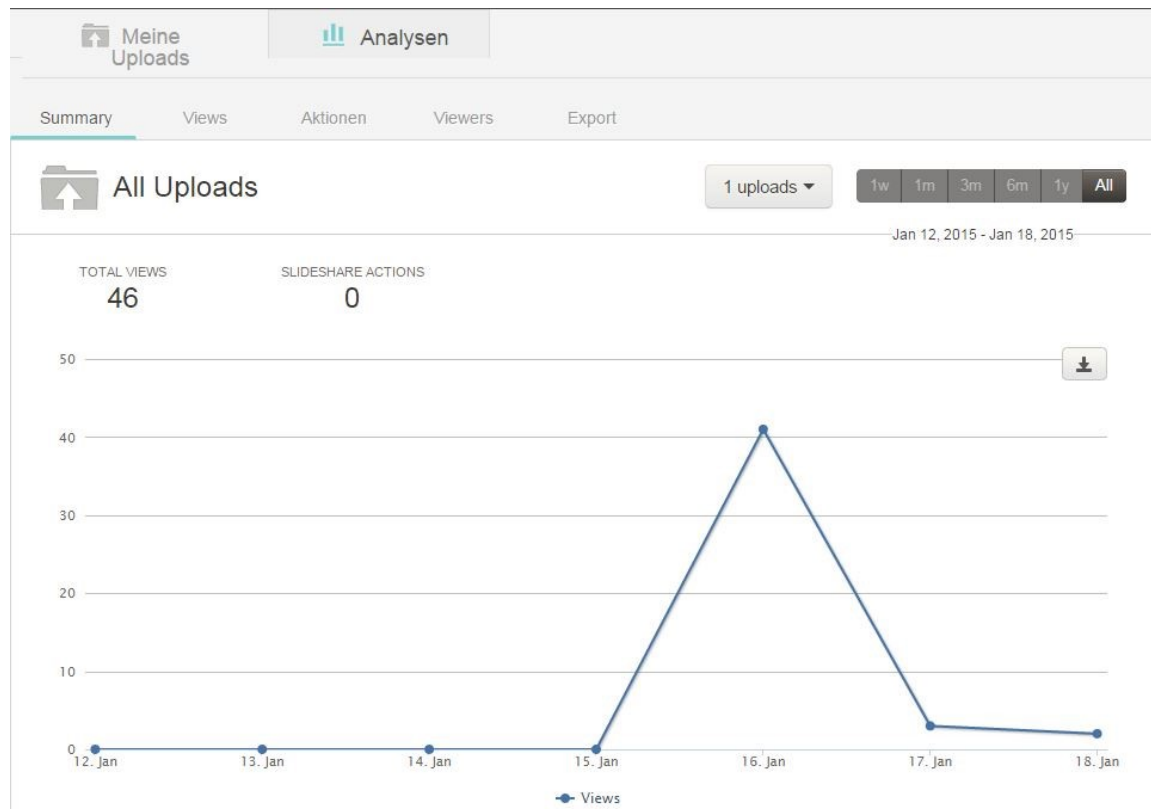 Meine
Uploads
Analysen
Summary Views Aktionen Viewers Export
All Uploads
1 uploads
1w 1m 3m 6m 1y All
Jan 12, 2015 - Jan 18, 2015
TOTAL VIEWS SLIDESHARE ACTIONS
46 0
50
40
30
20
10
0
12. Jan 13. Jan 14. Jan 15. Jan 16. Jan 17. Jan 18. Jan
Views